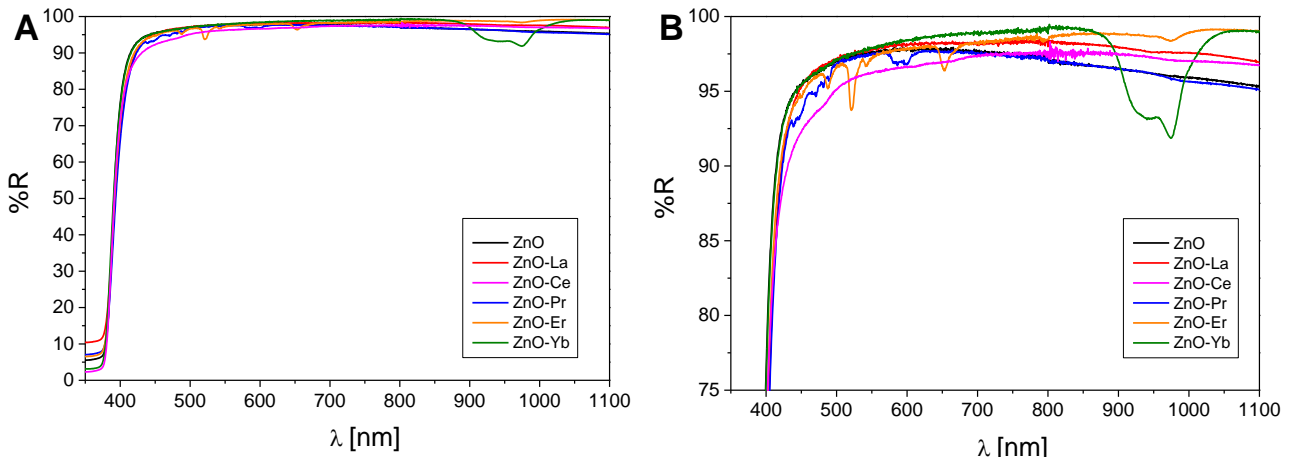 A
100
90
80
70
60
50
40
30
20
10
0
%R
400 500 600 700 800 900 1000 1100
λ [nm]
ZnO
ZnO-La
ZnO-Ce
ZnO-Pr
ZnO-Er
ZnO-Yb
B
100
95
90
85
80
75
%R
400 500 600 700 800 900 1000 1100
λ [nm]
ZnO
ZnO-La
ZnO-Ce
ZnO-Pr
ZnO-Er
ZnO-Yb